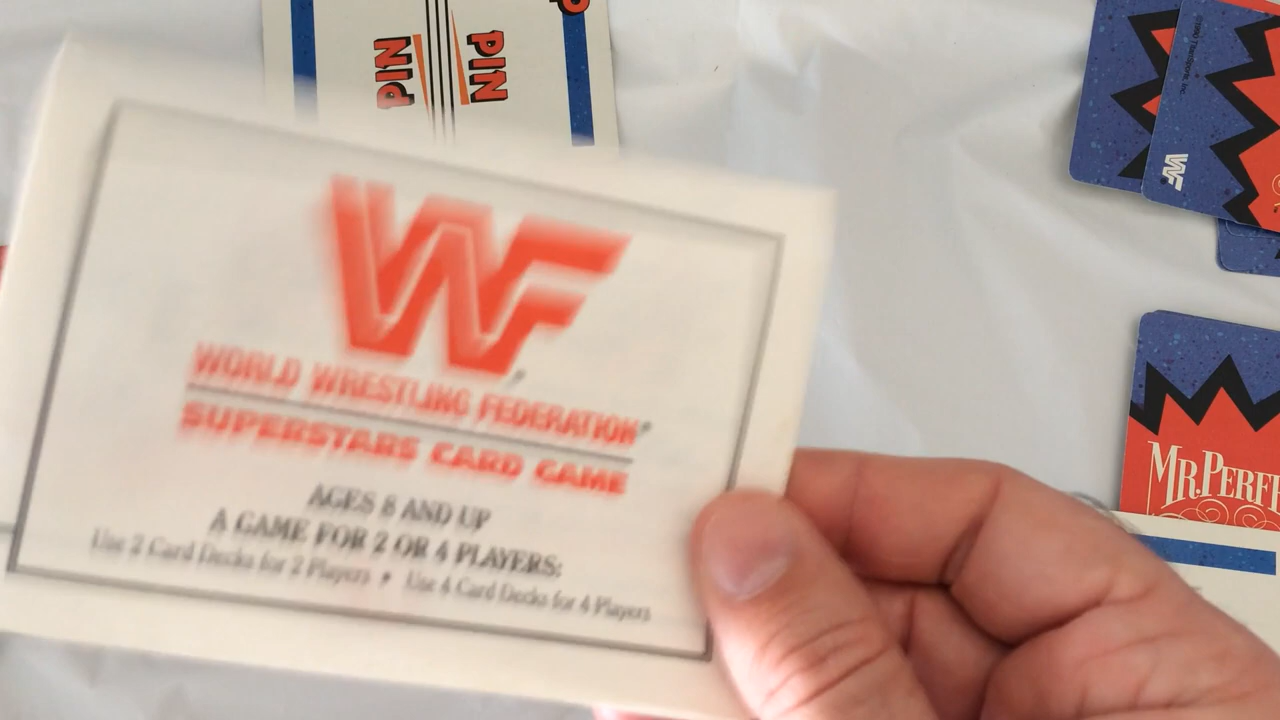 PIN
PIN
WF
WORLD WRESTLING FEDERATION®
SUPERSTARS CARD GAME
AGES 8 AND UP
A GAME FOR 2 OR 4 PLAYERS:
Use 2 Card Decks for 2 Players • Use 4 Card Decks for 4 Players
WF
MR. PERFE